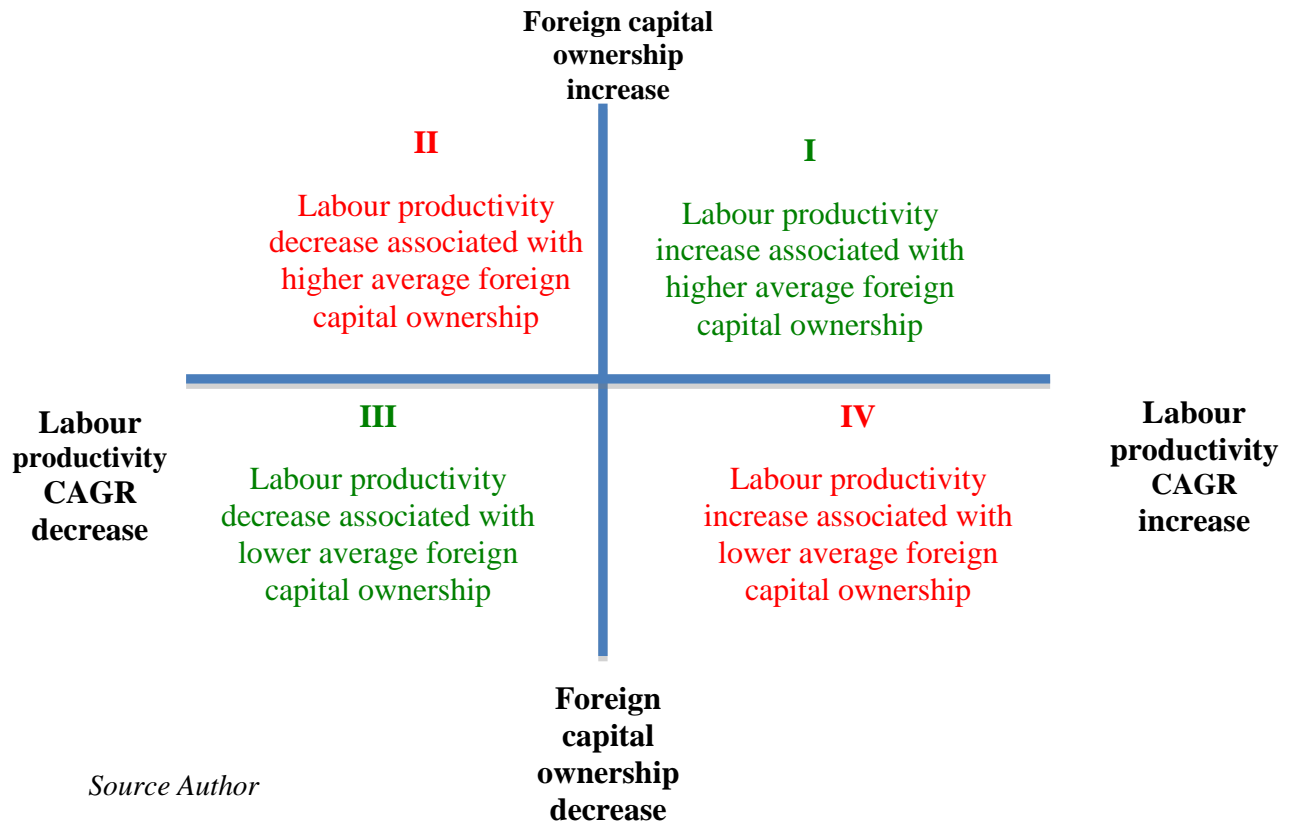 Foreign capital
ownership
increase
II
Labour productivity
decrease associated with
higher average foreign
capital ownership
I
Labour productivity
increase associated with
higher average foreign
capital ownership
Labour
productivity
CAGR
decrease
III
Labour productivity
decrease associated with
lower average foreign
capital ownership
IV
Labour productivity
increase associated with
lower average foreign
capital ownership
Labour
productivity
CAGR
increase
Foreign
capital
ownership
decrease
Source Author